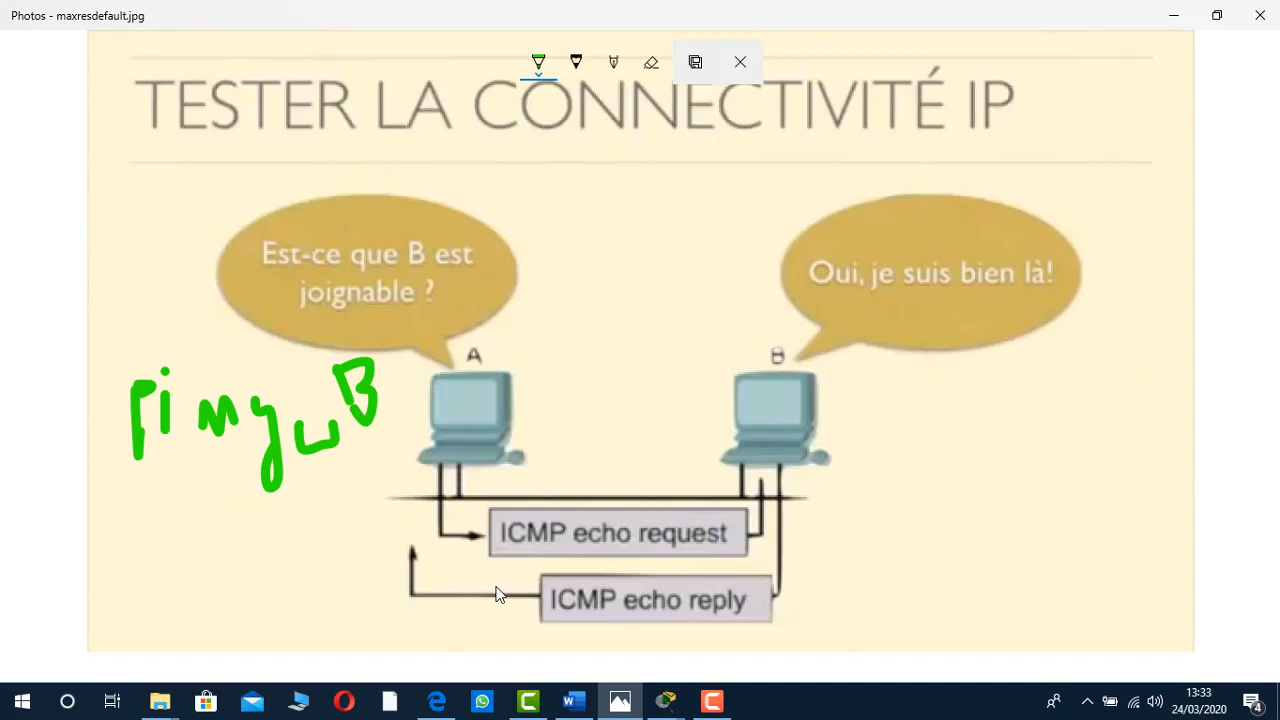 Photos - maxresdefault.jpg
TESTER LA CONNECTIVITÉ IP
Est-ce que B est
joignable ?
Oui, je suis bien là!
A
B
Ping␣B
ICMP echo request
ICMP echo reply
13:33
24/03/2020
4